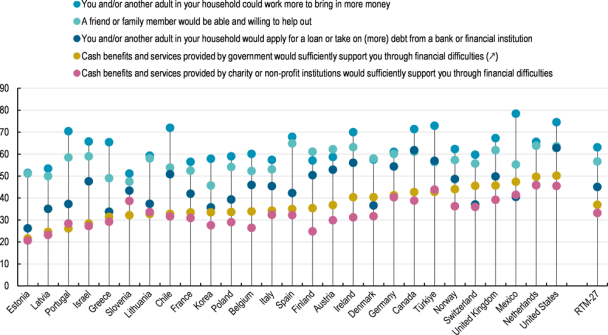 You and/or another adult in your household could work more to bring in more money
A friend or family member would be able and willing to help out
You and/or another adult in your household would apply for a loan or take on (more) debt from a bank or financial institution
Cash benefits and services provided by government would sufficiently support you through financial difficulties (↗)
Cash benefits and services provided by charity or non-profit institutions would sufficiently support you through financial difficulties
90
80
70
60
50
40
30
20
10
0
Estonia
Latvia
Portugal
Israel
Greece
Slovenia
Lithuania
Chile
France
Korea
Poland
Belgium
Italy
Spain
Finland
Austria
Ireland
Denmark
Germany
Canada
Türkiye
Norway
Switzerland
United Kingdom
Mexico
Netherlands
United States
RTM-27